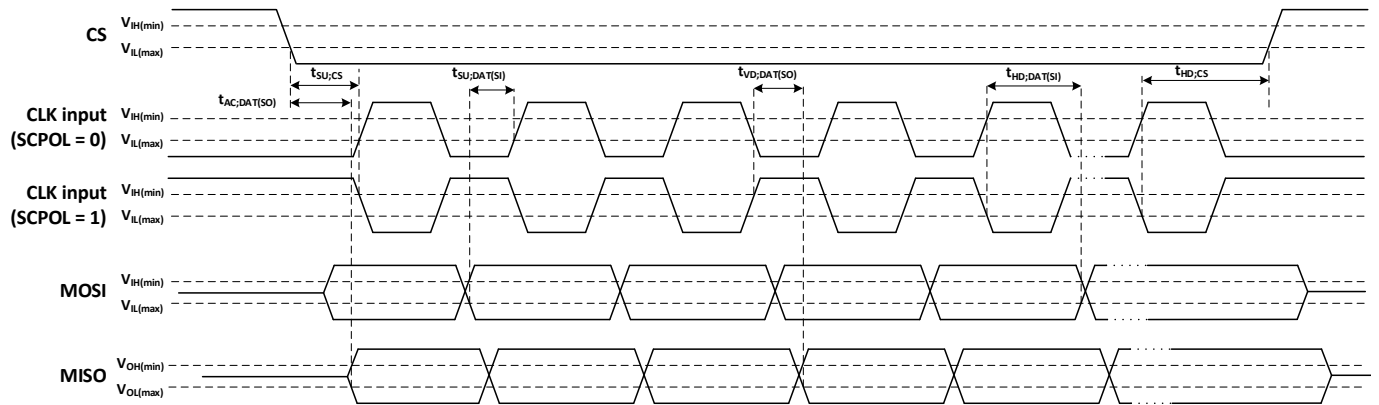 CS
VIH(min)
VIL(max)
tSU;CS
tSU;DAT(SI)
tVD;DAT(SO)
tHD;DAT(SI)
tHD;CS
tAC;DAT(SO)
CLK input
(SCPOL = 0)
VIH(min)
VIL(max)
CLK input
(SCPOL = 1)
VIH(min)
VIL(max)
MOSI
VIH(min)
VIL(max)
MISO
VOH(min)
VOL(max)